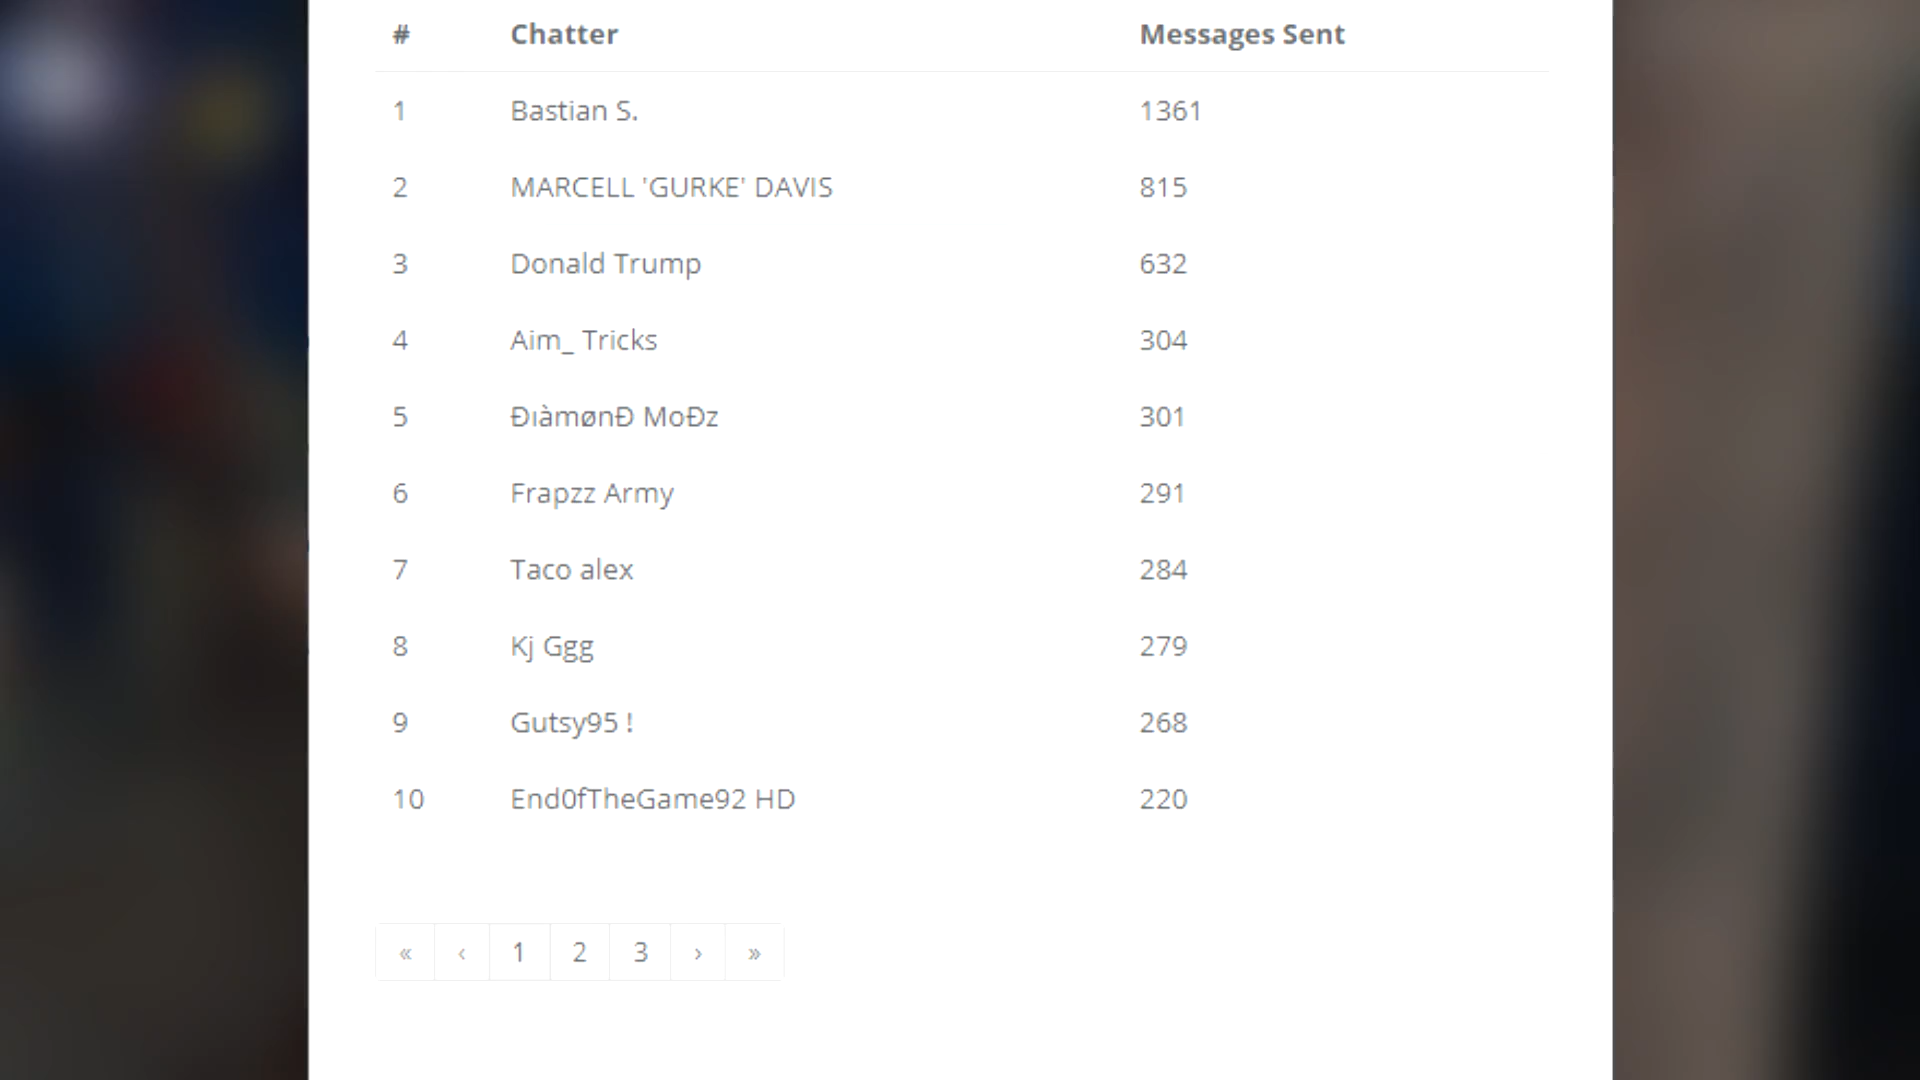 # Chatter Messages Sent
1 Bastian S. 1361
2 MARCELL 'GURKE' DAVIS 815
3 Donald Trump 632
4 Aim_ Tricks 304
5 ĐıàmønĐ MoĐz 301
6 Frapzz Army 291
7 Taco alex 284
8 Kj Ggg 279
9 Gutsy95 ! 268
10 End0fTheGame92 HD 220
« ‹ 1 2 3 › »